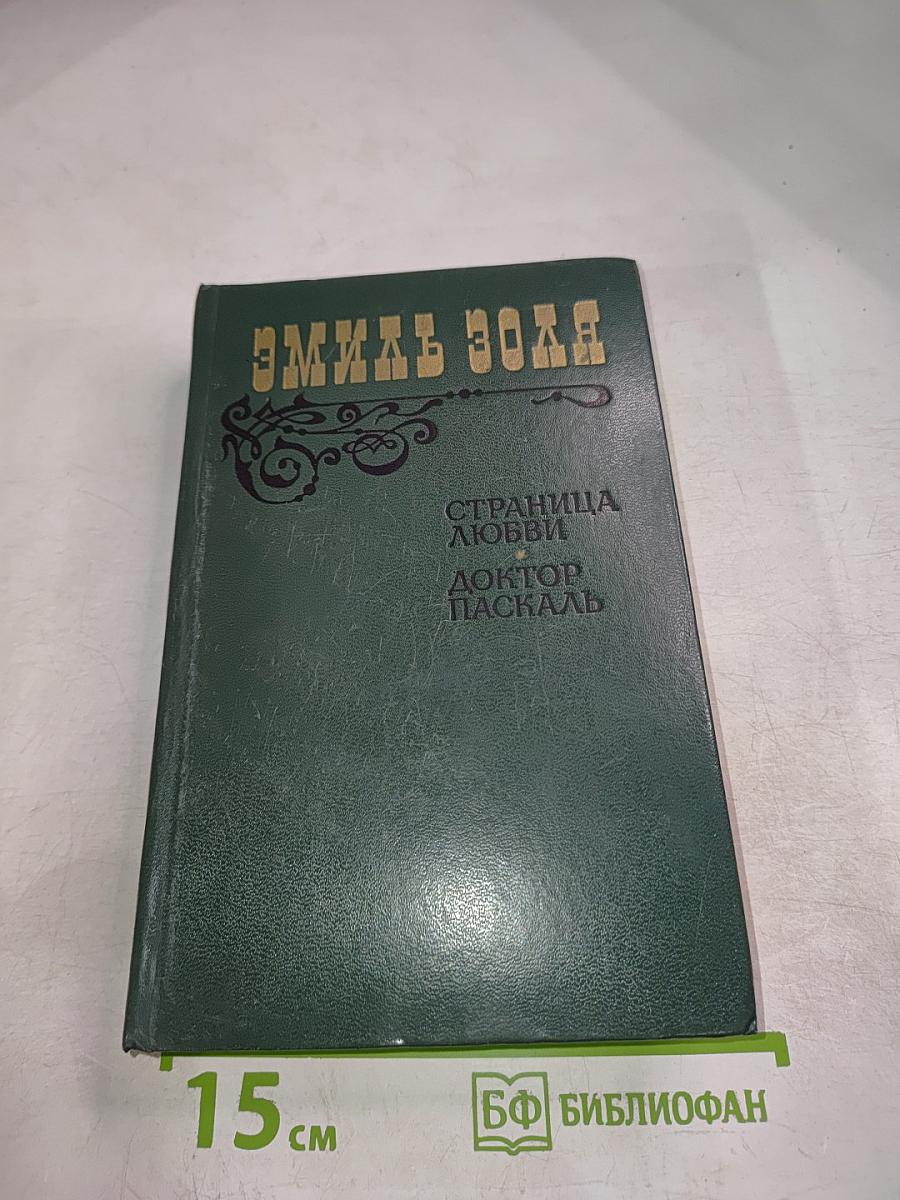 ЭМИЛЬ ЗОЛЯ
СТРАНИЦА
ЛЮБВИ
ДОКТОР
ПАСКАЛЬ
15 см
БФ БИБЛИОФАН